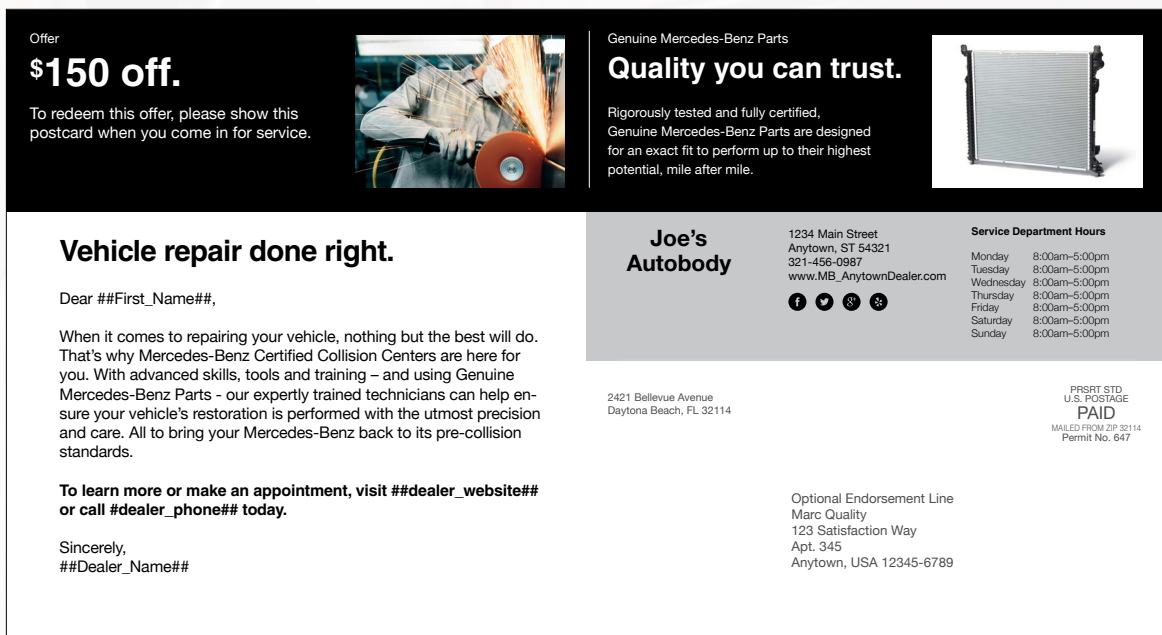 Offer
$150 off.
To redeem this offer, please show this
postcard when you come in for service.
Genuine Mercedes-Benz Parts
Quality you can trust.
Rigorously tested and fully certified,
Genuine Mercedes-Benz Parts are designed
for an exact fit to perform up to their highest
potential, mile after mile.
Vehicle repair done right.
Dear ##First_Name##,
When it comes to repairing your vehicle, nothing but the best will do.
That’s why Mercedes-Benz Certified Collision Centers are here for
you. With advanced skills, tools and training – and using Genuine
Mercedes-Benz Parts - our expertly trained technicians can help en-
sure your vehicle’s restoration is performed with the utmost precision
and care. All to bring your Mercedes-Benz back to its pre-collision
standards.
To learn more or make an appointment, visit ##dealer_website##
or call #dealer_phone## today.
Sincerely,
##Dealer_Name##
Joe’s
Autobody
1234 Main Street
Anytown, ST 54321
321-456-0987
www.MB_AnytownDealer.com
Service Department Hours
Monday 8:00am–5:00pm
Tuesday 8:00am–5:00pm
Wednesday 8:00am–5:00pm
Thursday 8:00am–5:00pm
Friday 8:00am–5:00pm
Saturday 8:00am–5:00pm
Sunday 8:00am–5:00pm
2421 Bellevue Avenue
Daytona Beach, FL 32114
PRSRT STD
U.S. POSTAGE
PAID
MAILED FROM ZIP 32114
Permit No. 647
Optional Endorsement Line
Marc Quality
123 Satisfaction Way
Apt. 345
Anytown, USA 12345-6789